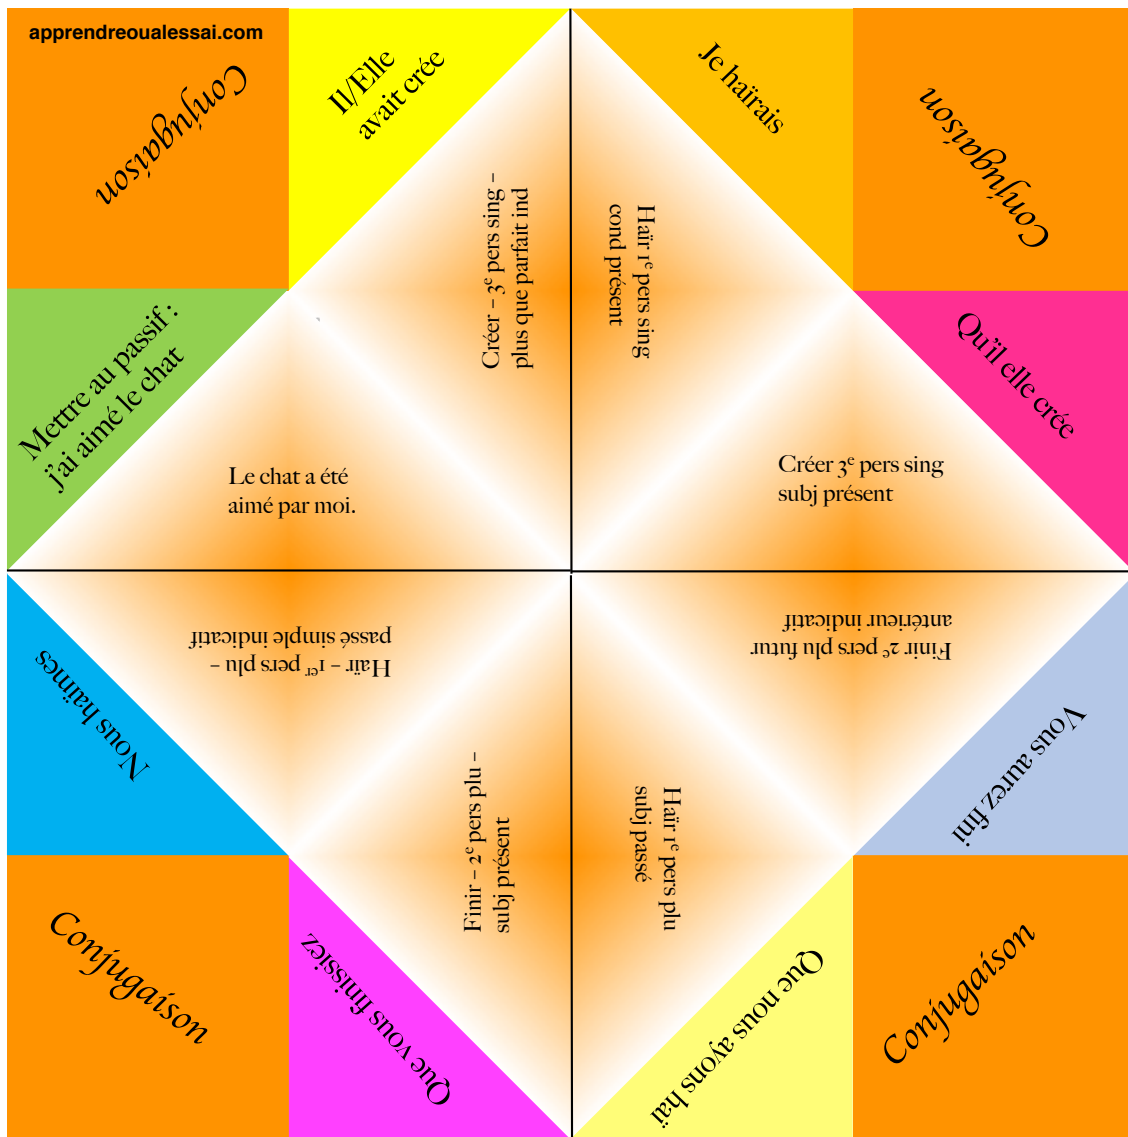 apprendreoualessai.com
Conjugaison
Il/Elle
avait crée
Je haïrais
Conjugaison
Créer – 3e pers sing –
plus que parfait ind
Haïr 1e pers sing
cond présent
Mettre au passif :
j'ai aimé le chat
Qu'il elle crée
Le chat a été
aimé par moi.
Créer 3e pers sing
subj présent
Haïr – 1er pers plu –
passé simple indicatif
Finir 2e pers plu futur
antérieur indicatif
Nous haïmes
Vous aurez fini
Finir – 2e pers plu –
subj présent
Haïr 1e pers plu
subj passé
Conjugaison
Que vous finissiez
Que nous ayons haï
Conjugaison